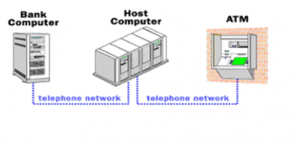 Bank
Computer
Host
Computer
ATM
telephone network
telephone network